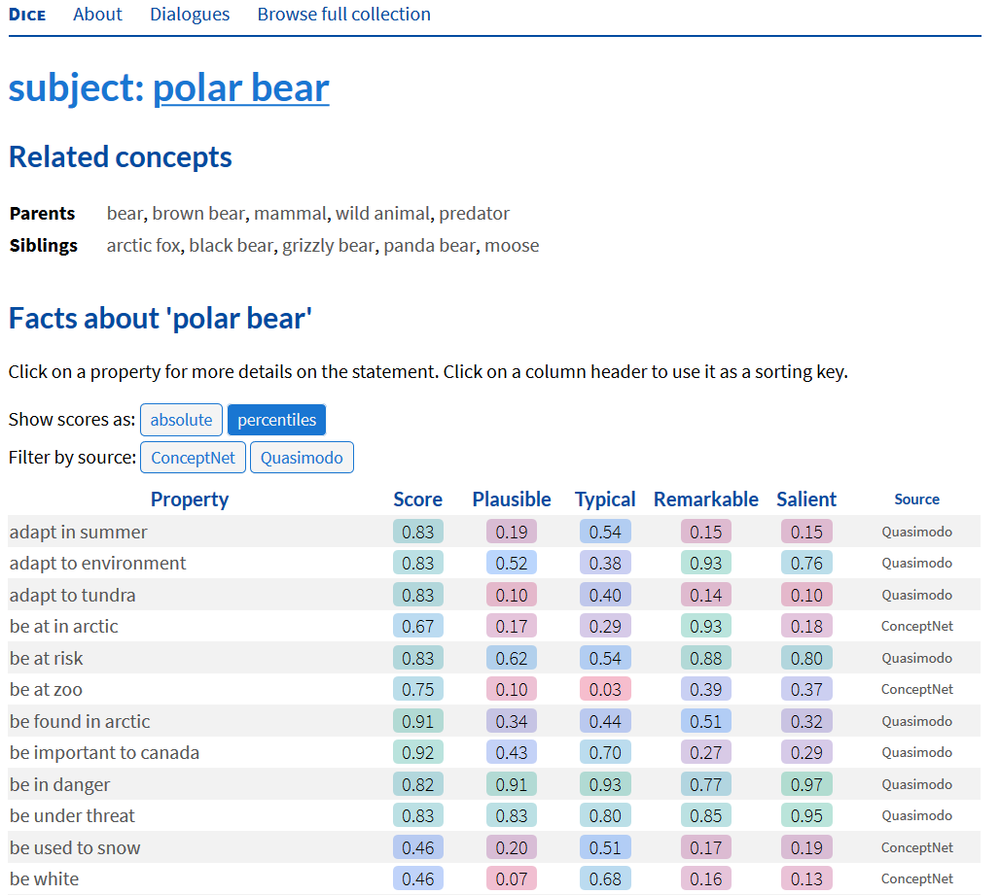 DICE About Dialogues Browse full collection
subject: polar bear
Related concepts
Parents bear, brown bear, mammal, wild animal, predator
Siblings arctic fox, black bear, grizzly bear, panda bear, moose
Facts about 'polar bear'
Click on a property for more details on the statement. Click on a column header to use it as a sorting key.
Show scores as: absolute percentiles
Filter by source: ConceptNet Quasimodo
Property Score Plausible Typical Remarkable Salient Source
adapt in summer 0.83 0.19 0.54 0.15 0.15 Quasimodo
adapt to environment 0.83 0.52 0.38 0.93 0.76 Quasimodo
adapt to tundra 0.83 0.10 0.40 0.14 0.10 Quasimodo
be at in arctic 0.67 0.17 0.29 0.93 0.18 ConceptNet
be at risk 0.83 0.62 0.54 0.88 0.80 Quasimodo
be at zoo 0.75 0.10 0.03 0.39 0.37 ConceptNet
be found in arctic 0.91 0.34 0.44 0.51 0.32 Quasimodo
be important to canada 0.92 0.43 0.70 0.27 0.29 Quasimodo
be in danger 0.82 0.91 0.93 0.77 0.97 Quasimodo
be under threat 0.83 0.83 0.80 0.85 0.95 Quasimodo
be used to snow 0.46 0.20 0.51 0.17 0.19 ConceptNet
be white 0.46 0.07 0.68 0.16 0.13 ConceptNet